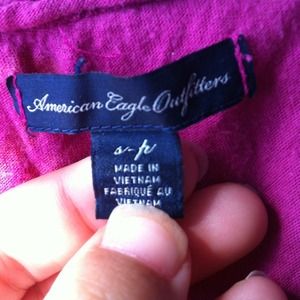 American Eagle Outfitters
s-p
MADE IN
VIETNAM
FABRIQUÉ AU
VIETNAM